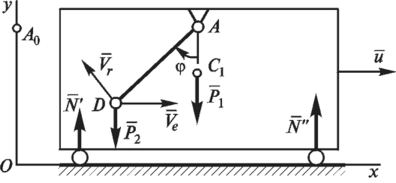 y
A₀
A
V̄ᵣ
φ
C₁
ū
D
V̄ₑ
P̄₁
N̄′
P̄₂
N̄″
O
x